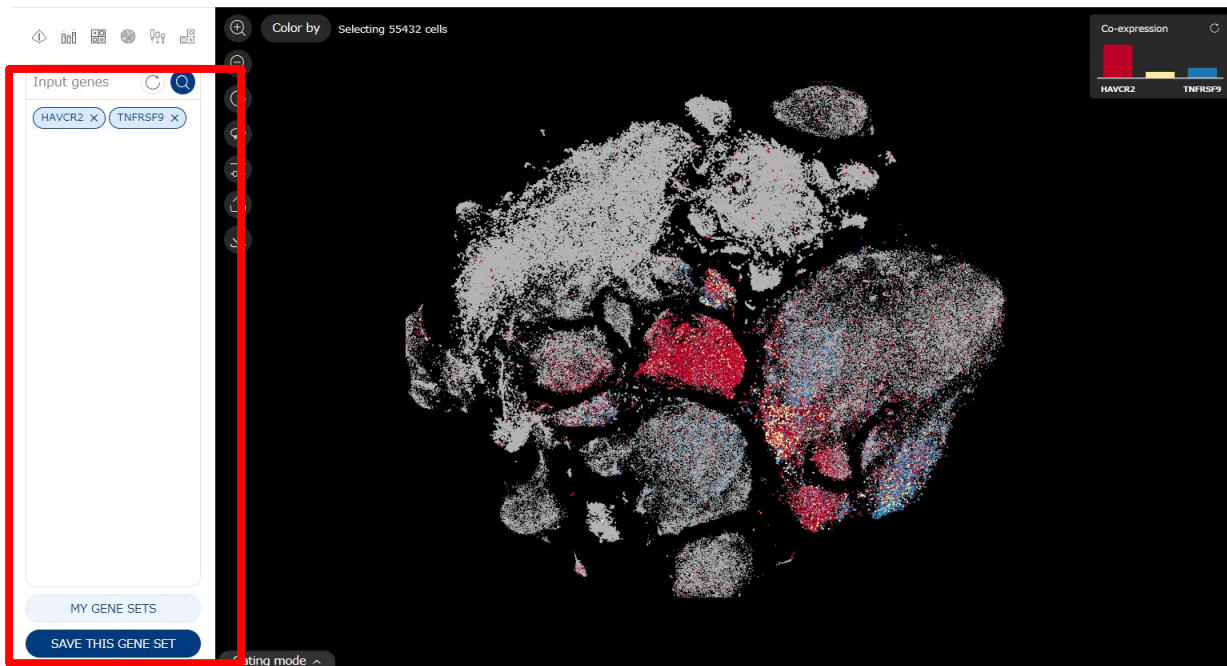 Input genes
HAVCR2 ×
TNFRSF9 ×
MY GENE SETS
SAVE THIS GENE SET
Color by
Selecting 55432 cells
Co-expression
HAVCR2
TNFRSF9
Gating mode